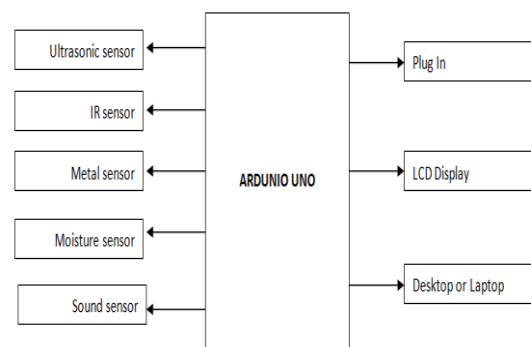 Ultrasonic sensor
IR sensor
Metal sensor
Moisture sensor
Sound sensor
ARDUNIO UNO
Plug In
LCD Display
Desktop or Laptop